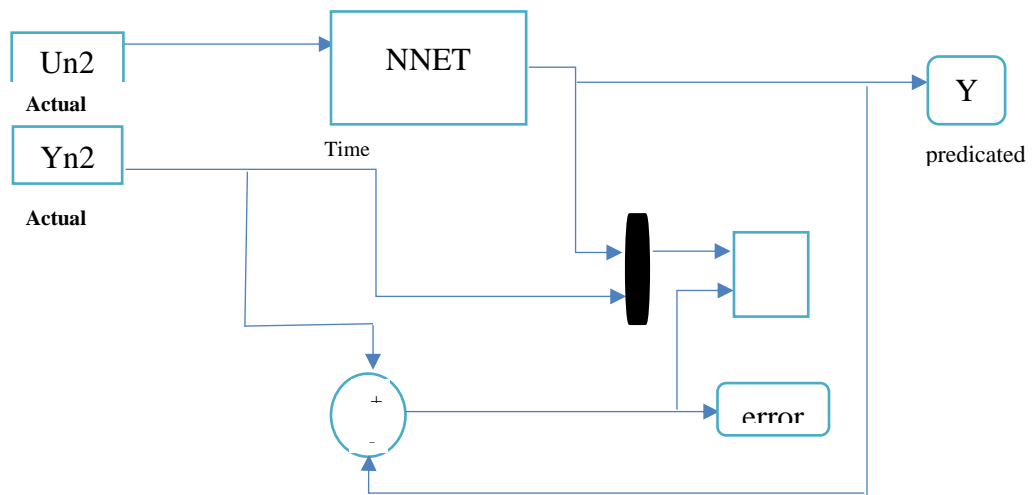 Un2
NNET
Actual
Y
Yn2
Time
predicated
Actual
+
-
error